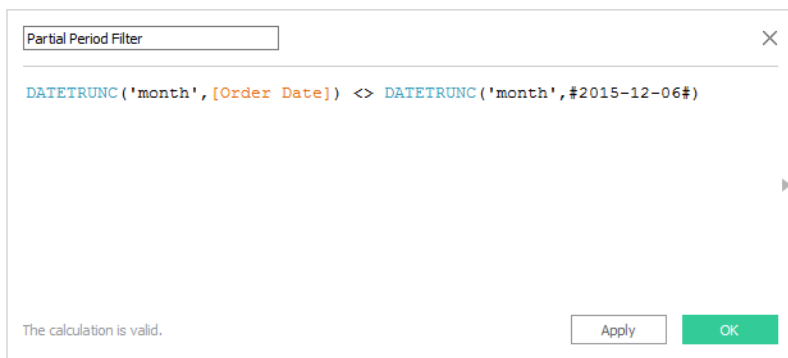 Partial Period Filter
DATETRUNC('month',[Order Date]) <> DATETRUNC('month',#2015-12-06#)
The calculation is valid.
Apply
OK